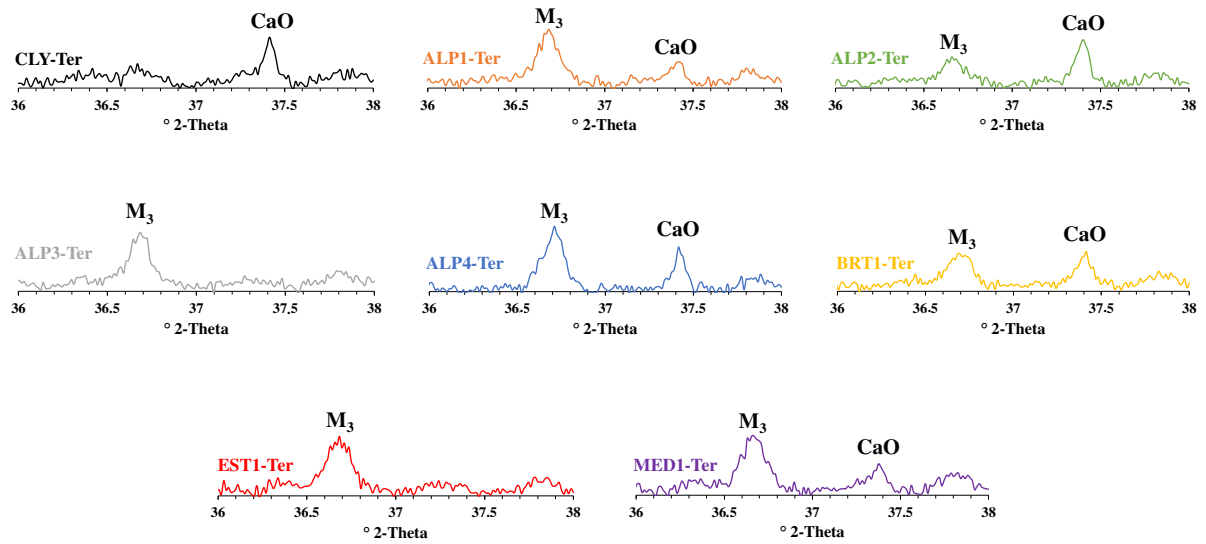 CaO
CLY-Ter
36 36.5 37 37.5 38
° 2-Theta
M3
CaO
ALP1-Ter
36 36.5 37 37.5 38
° 2-Theta
M3
CaO
ALP2-Ter
36 36.5 37 37.5 38
° 2-Theta
M3
ALP3-Ter
36 36.5 37 37.5 38
° 2-Theta
M3
CaO
ALP4-Ter
36 36.5 37 37.5 38
° 2-Theta
M3
CaO
BRT1-Ter
36 36.5 37 37.5 38
° 2-Theta
M3
EST1-Ter
36 36.5 37 37.5 38
° 2-Theta
M3
CaO
MED1-Ter
36 36.5 37 37.5 38
° 2-Theta